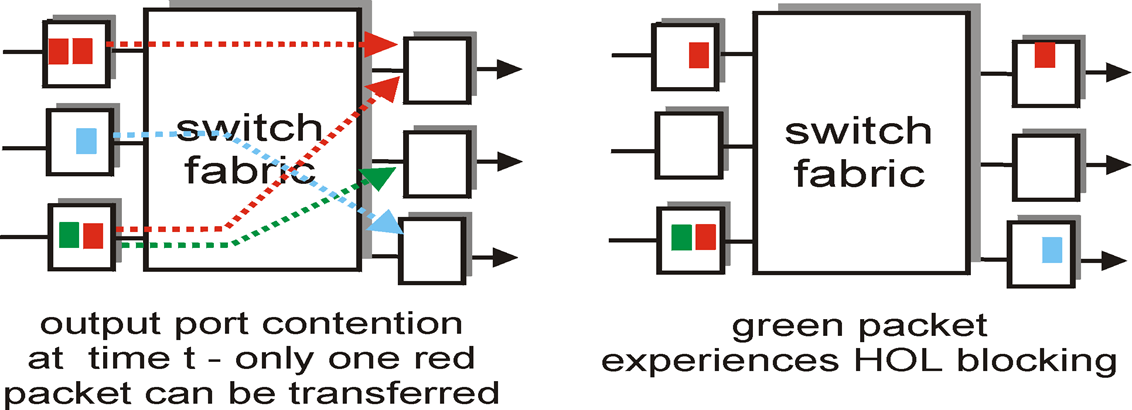 switch
fabric
output port contention
at time t - only one red
packet can be transferred
switch
fabric
green packet
experiences HOL blocking